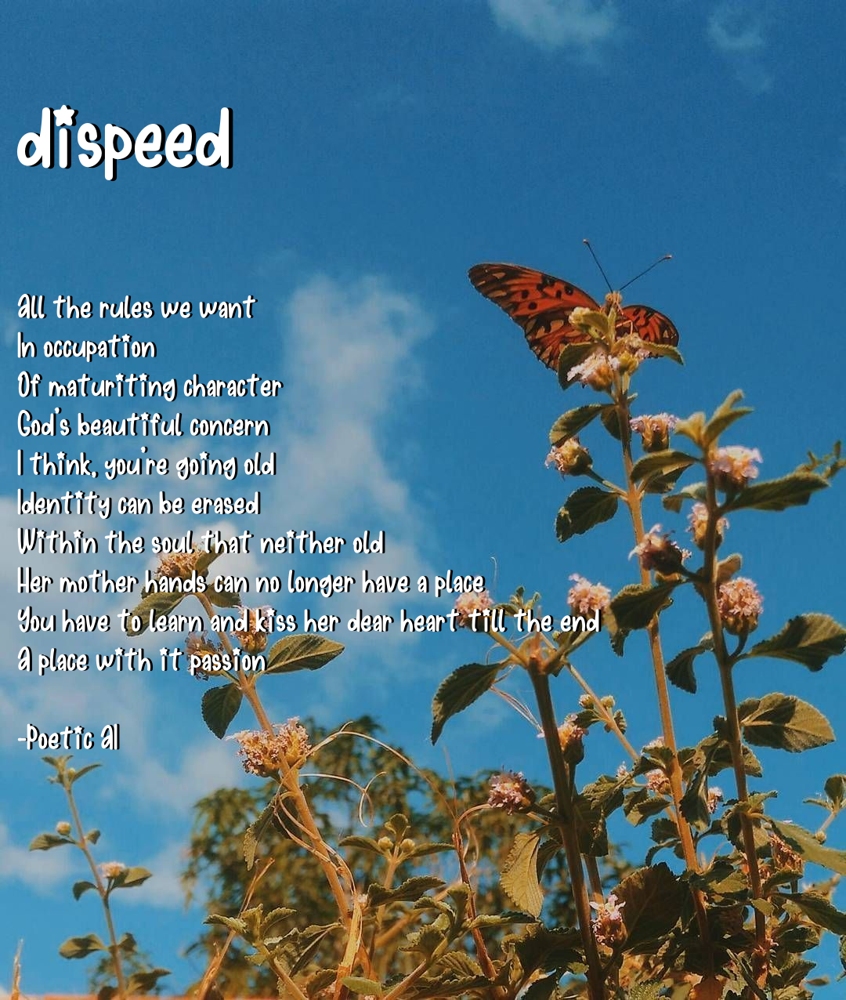 dispeed
All the rules we want
In occupation
Of maturiting character
God's beautiful concern
I think, you're going old
Identity can be erased
Within the soul that neither old
Her mother hands can no longer have a place
You have to learn and kiss her dear heart till the end
A place with it passion
-Poetic AI